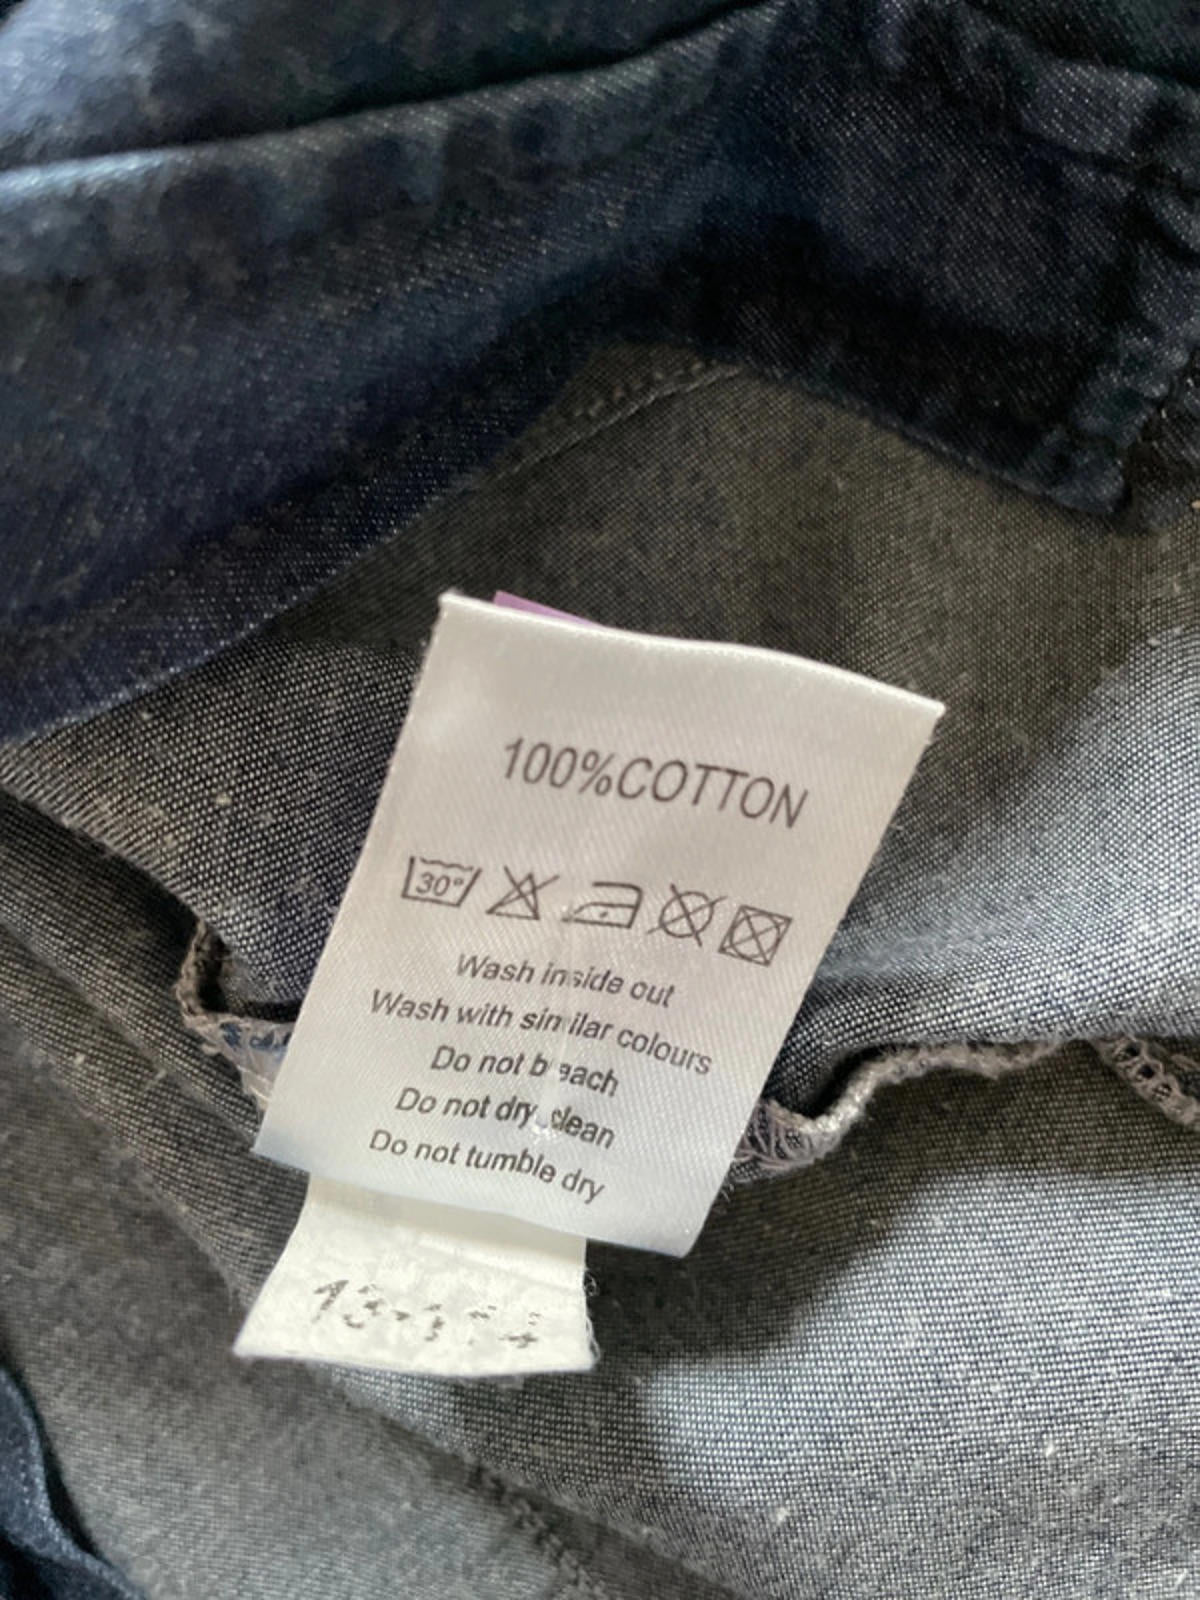 100%COTTON
30°
Wash inside out
Wash with similar colours
Do not bleach
Do not dry clean
Do not tumble dry